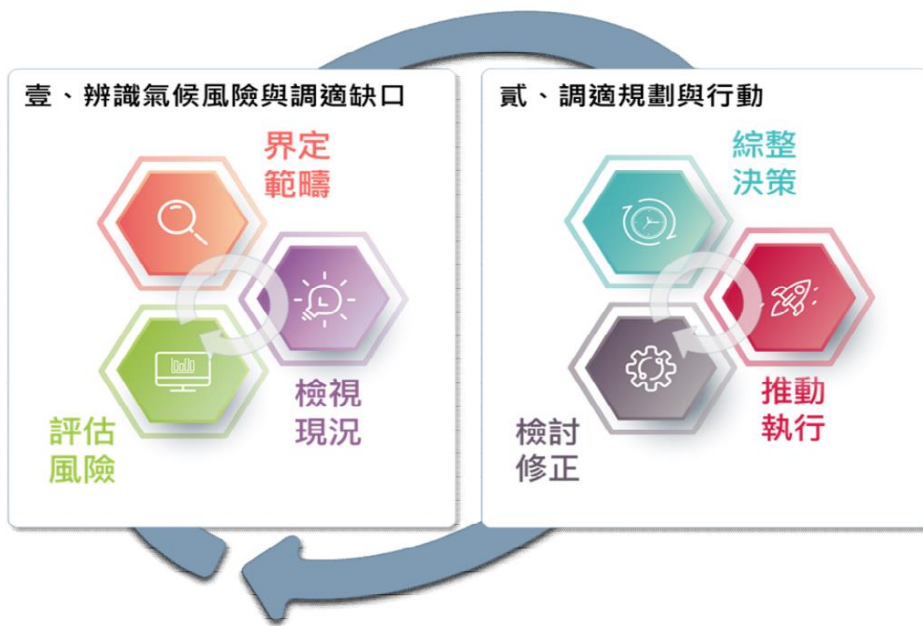 壹、辨識氣候風險與調適缺口
界定
範疇
檢視
現況
評估
風險
貳、調適規劃與行動
綜整
決策
推動
執行
檢討
修正